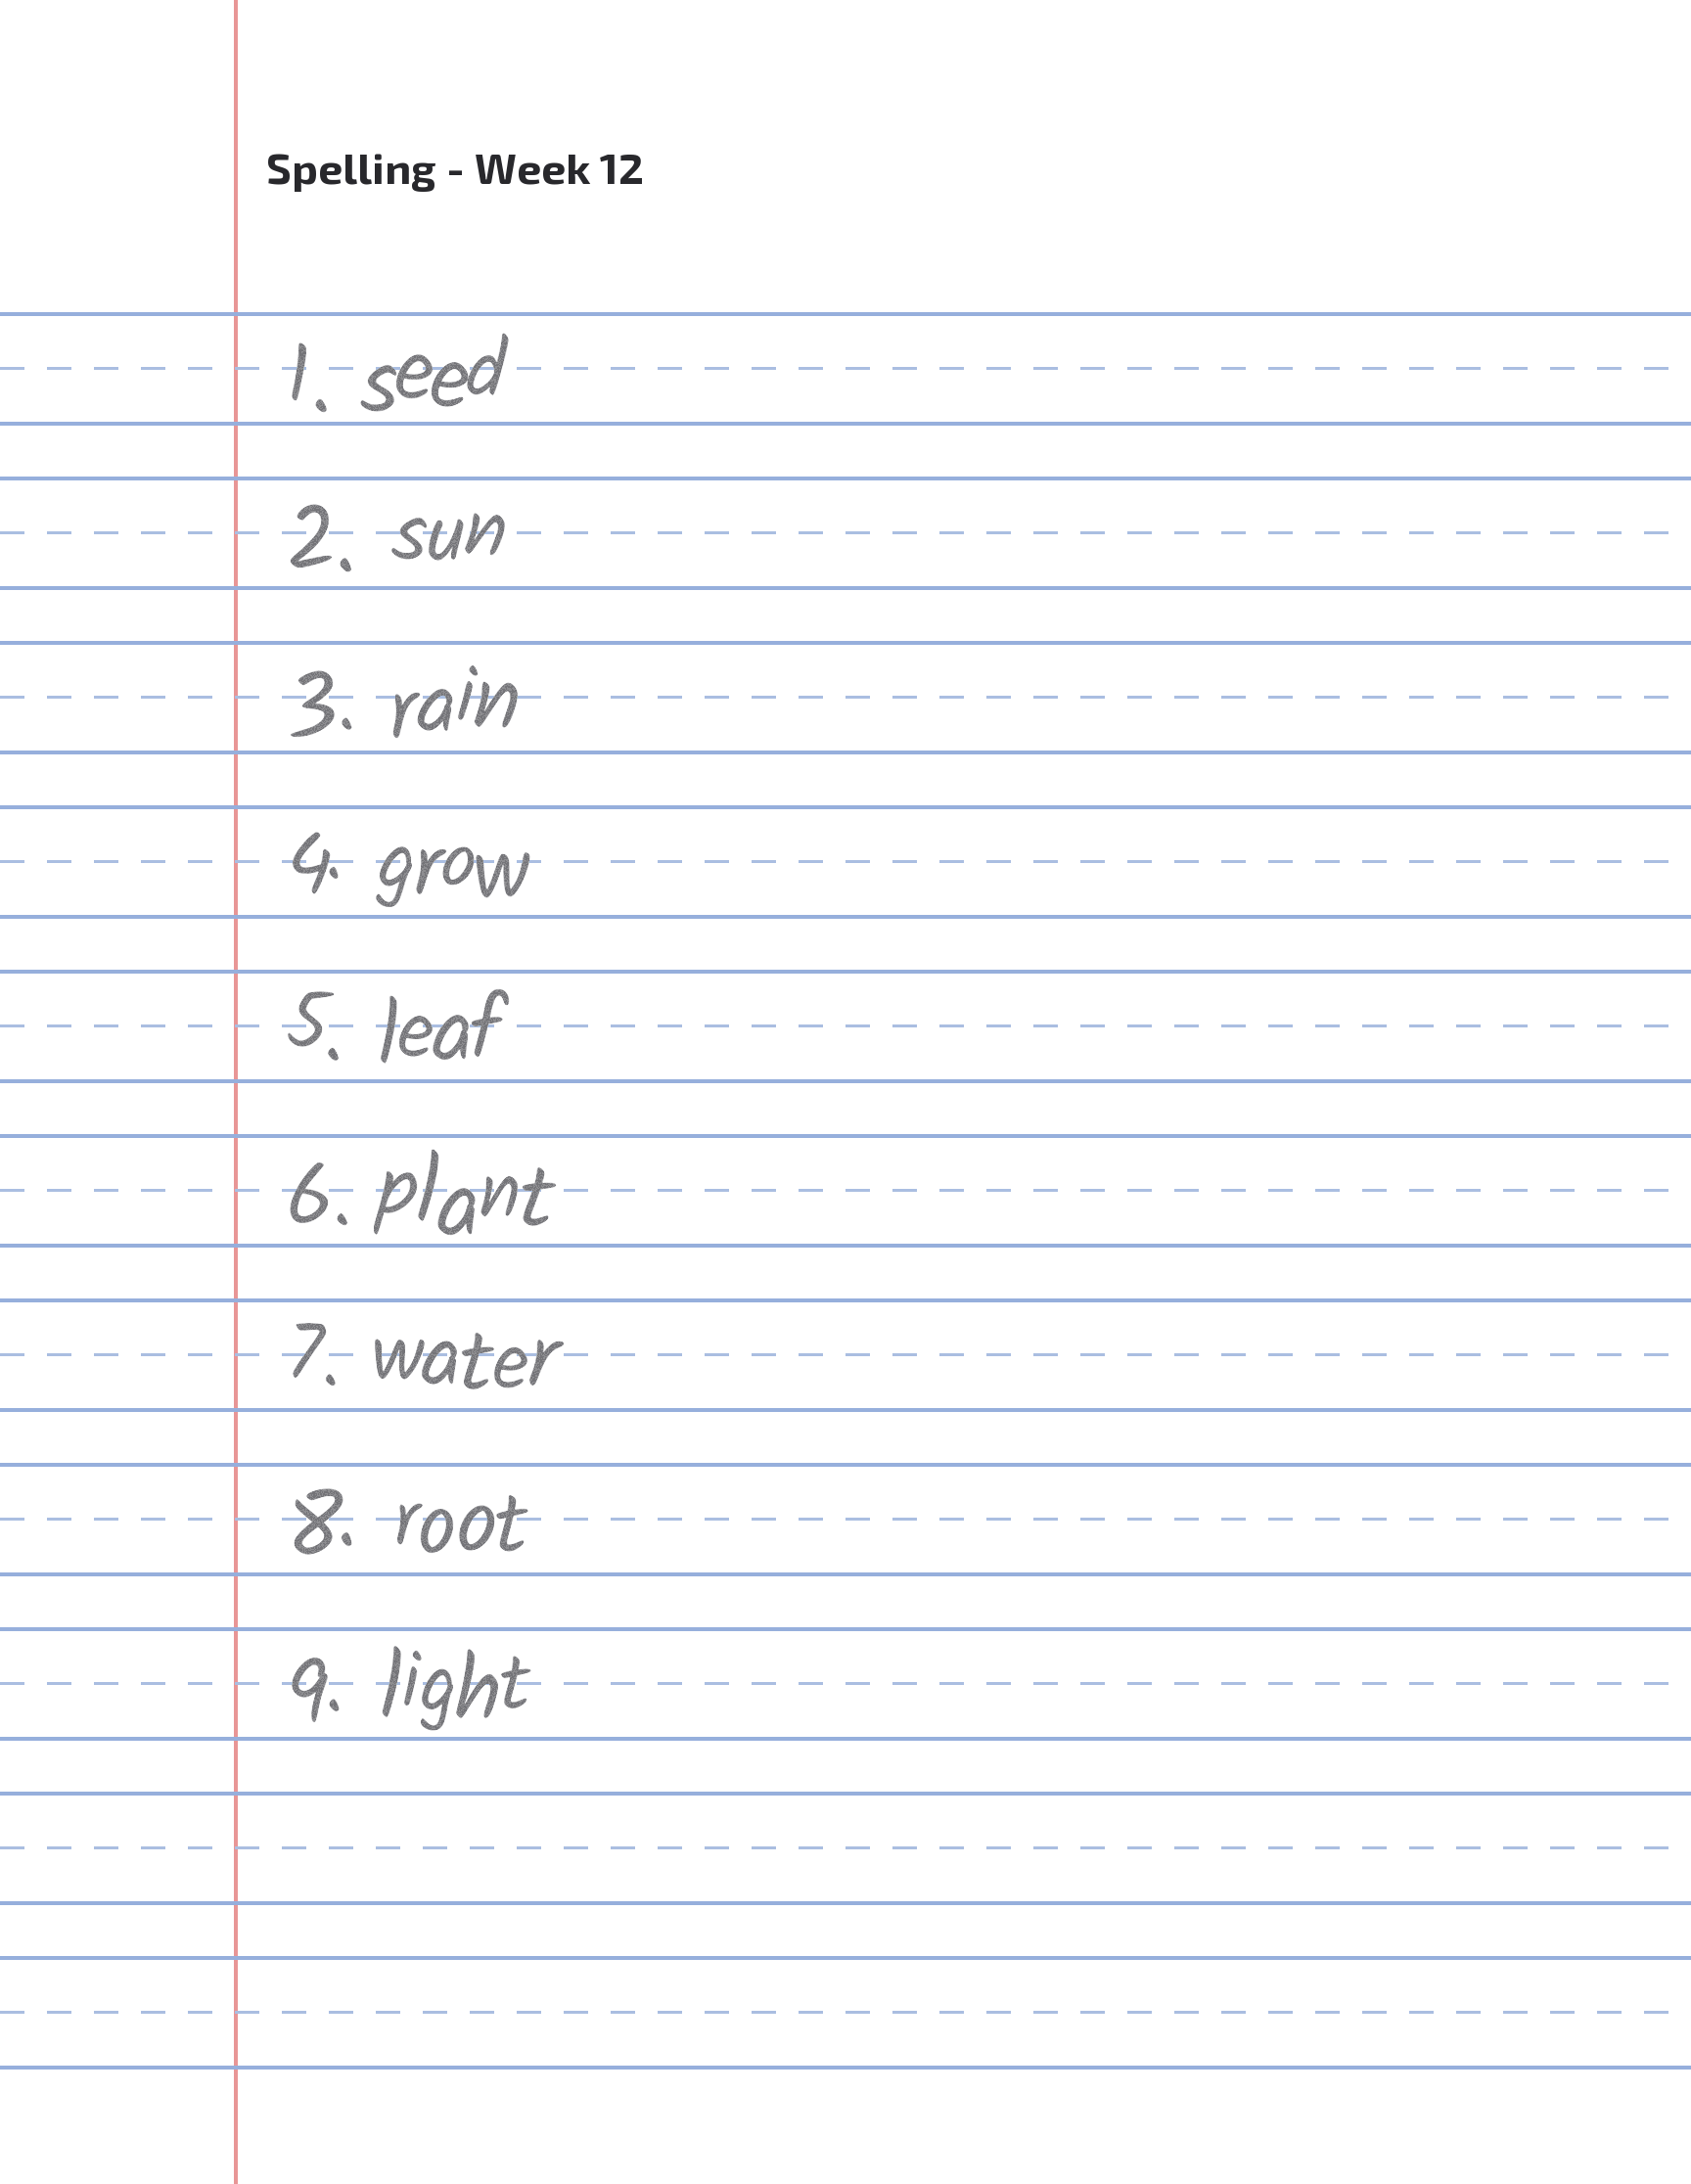 Spelling - Week 12
1. seed
2. sun
3. rain
4. grow
5. leaf
6. plant
7. water
8. root
9. light